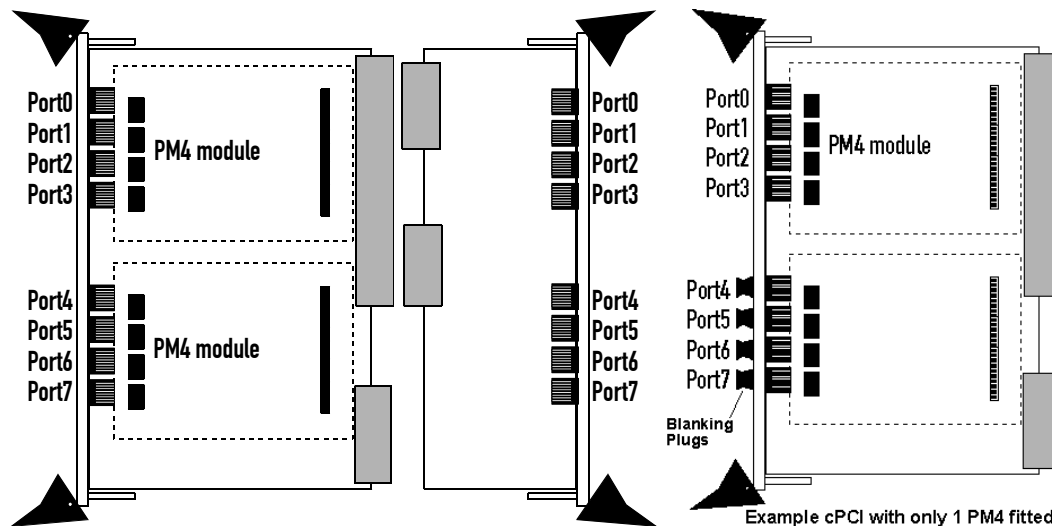 Port0
Port1
Port2
Port3
PM4 module
Port4
Port5
Port6
Port7
PM4 module
Port0
Port1
Port2
Port3
Port4
Port5
Port6
Port7
Port0
Port1
Port2
Port3
PM4 module
Port4
Port5
Port6
Port7
Blanking
Plugs
Example cPCI with only 1 PM4 fitted